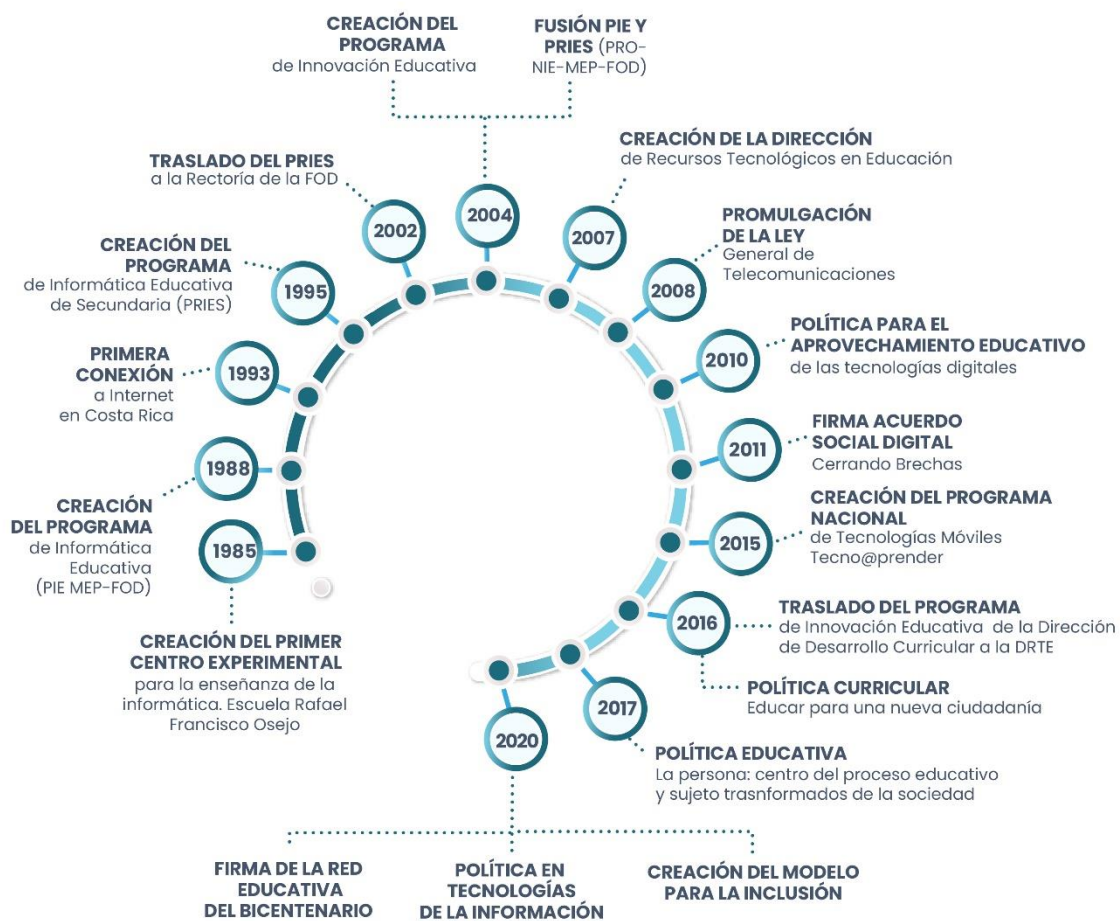 CREACIÓN DEL
PROGRAMA
de Innovación Educativa
FUSIÓN PIE Y
PRIES (PRO-
NIE-MEP-FOD)
2004
TRASLADO DEL PRIES
a la Rectoría de la FOD
2002
CREACIÓN DE LA DIRECCIÓN
de Recursos Tecnológicos en Educación
2007
CREACIÓN DEL
PROGRAMA
de Informática Educativa
de Secundaria (PRIES)
1995
PROMULGACIÓN
DE LA LEY
General de
Telecomunicaciones
2008
PRIMERA
CONEXIÓN
a Internet
en Costa Rica
1993
POLÍTICA PARA EL
APROVECHAMIENTO EDUCATIVO
de las tecnologías digitales
2010
FIRMA ACUERDO
SOCIAL DIGITAL
Cerrando Brechas
2011
1988
CREACIÓN
DEL PROGRAMA
de Informática
Educativa
(PIE MEP-FOD)
1985
CREACIÓN DEL PROGRAMA
NACIONAL
de Tecnologías Móviles
Tecno@prender
2015
CREACIÓN DEL PRIMER
CENTRO EXPERIMENTAL
para la enseñanza de la
informática. Escuela Rafael
Francisco Osejo
2016
TRASLADO DEL PROGRAMA
de Innovación Educativa de la Dirección
de Desarrollo Curricular a la DRTE
POLÍTICA CURRICULAR
Educar para una nueva ciudadanía
2017
POLÍTICA EDUCATIVA
La persona: centro del proceso educativo
y sujeto trasnformados de la sociedad
2020
FIRMA DE LA RED
EDUCATIVA
DEL BICENTENARIO
POLÍTICA EN
TECNOLOGÍAS
DE LA INFORMACIÓN
CREACIÓN DEL MODELO
PARA LA INCLUSIÓN